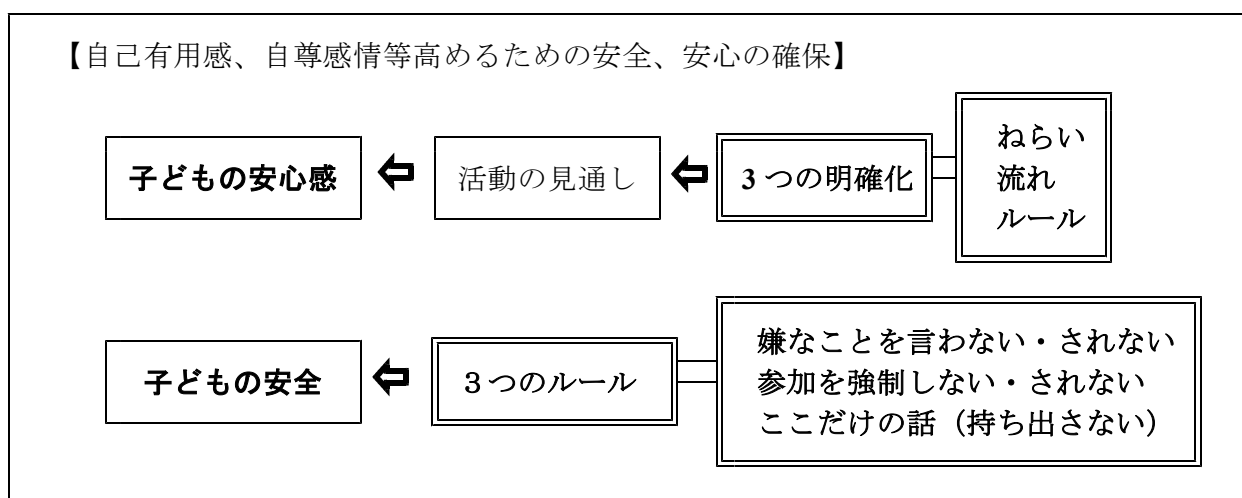 【自己有用感、自尊感情等高めるための安全、安心の確保】
子どもの安心感
活動の見通し
3つの明確化
ねらい
流れ
ルール
子どもの安全
3つのルール
嫌なことを言わない・されない
参加を強制しない・されない
ここだけの話（持ち出さない）